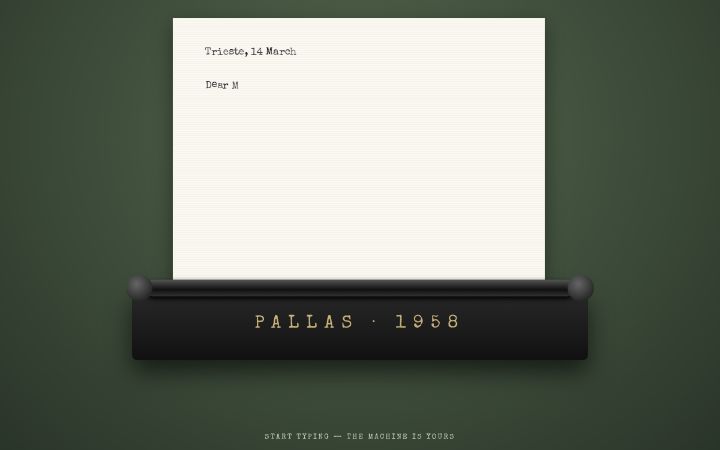 Trieste, 14 March
Dear M
PALLAS · 1958
START TYPING — THE MACHINE IS YOURS